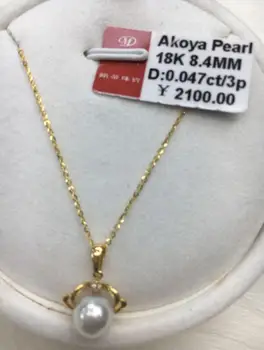 Akoya Pearl
18K 8.4MM
D:0.047ct/3p
¥ 2100.00